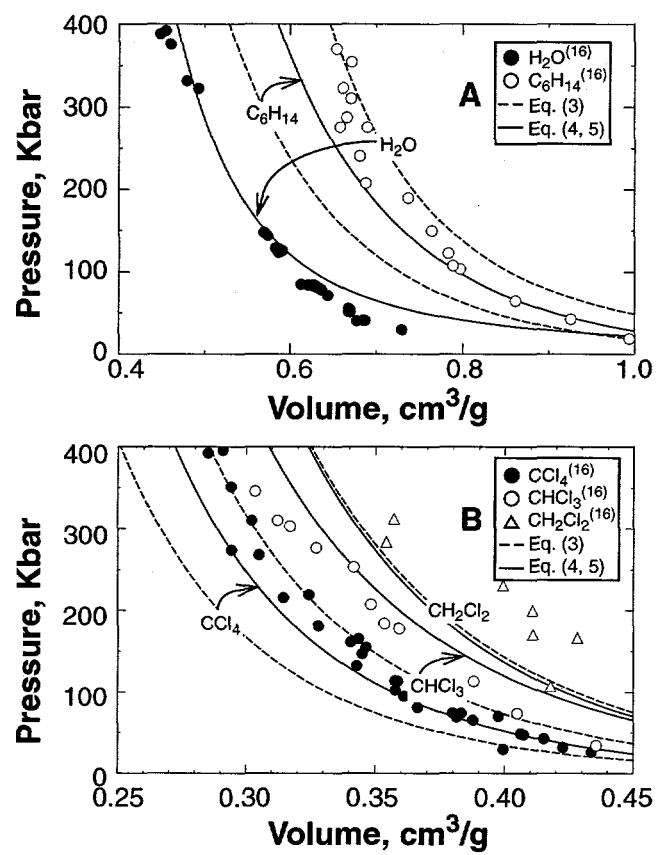 400
300
200
100
0
Pressure, Kbar
A
H₂O(16)
C₆H₁₄(16)
Eq. (3)
Eq. (4, 5)
C₆H₁₄
H₂O
0.4
0.6
0.8
1.0
Volume, cm³/g
400
300
200
100
0
Pressure, Kbar
B
CCl₄(16)
CHCl₃(16)
CH₂Cl₂(16)
Eq. (3)
Eq. (4, 5)
CH₂Cl₂
CCl₄
CHCl₃
0.25
0.30
0.35
0.40
0.45
Volume, cm³/g